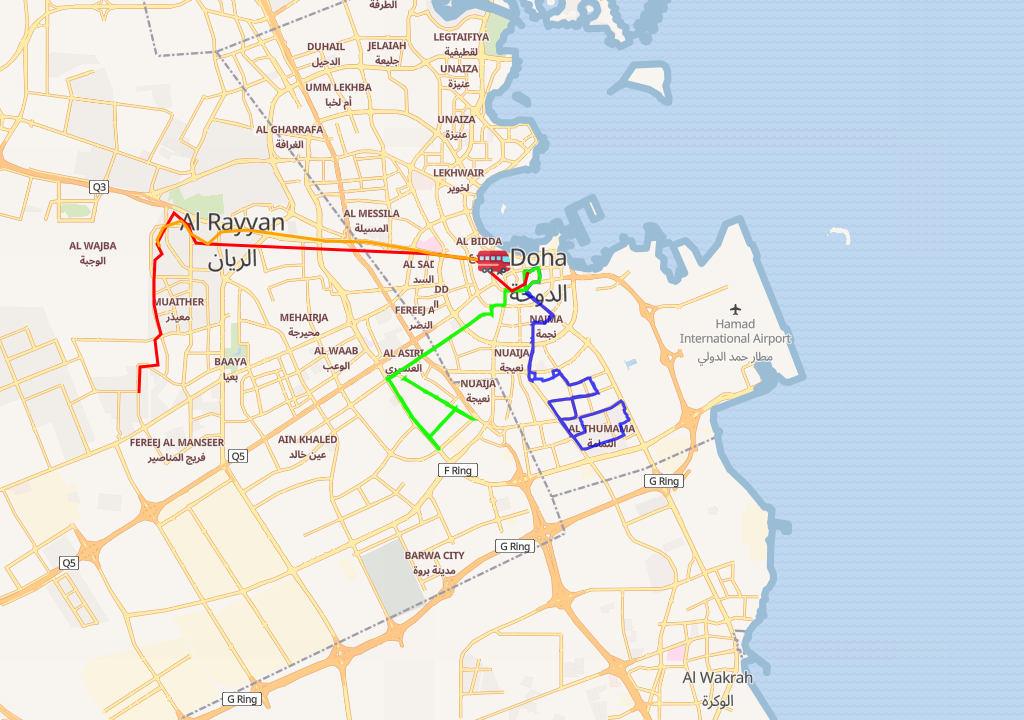 الطرفة
LEGTAIFIYA
لقطيفية
DUHAIL
الدحيل
JELAIAH
جليعة
UNAIZA
عنيزة
UMM LEKHBA
أم لخبا
UNAIZA
عنيزة
AL GHARRAFA
الغرافة
LEKHWAIR
لخوير
Q3
Al Rayyan
الريان
AL MESSILA
المسيلة
AL WAJBA
الوجبة
AL BIDDA
Doha
الدوحة
AL SAD
السد
DD
MUAITHER
معيذر
FEREEJ A
النصر
MEHAIRJA
محيرجة
NAJMA
نجمة
Hamad
International Airport
مطار حمد الدولي
AL WAAB
الوعب
AL ASIRI
العسيري
NUAIJA
نعيجة
BAAYA
بعيا
NUAIJA
نعيجة
AL THUMAMA
الثمامة
FEREEJ AL MANSEER
فريج المناصير
AIN KHALED
عين خالد
Q5
F Ring
G Ring
G Ring
BARWA CITY
مدينة بروة
Q5
Al Wakrah
الوكرة
G Ring